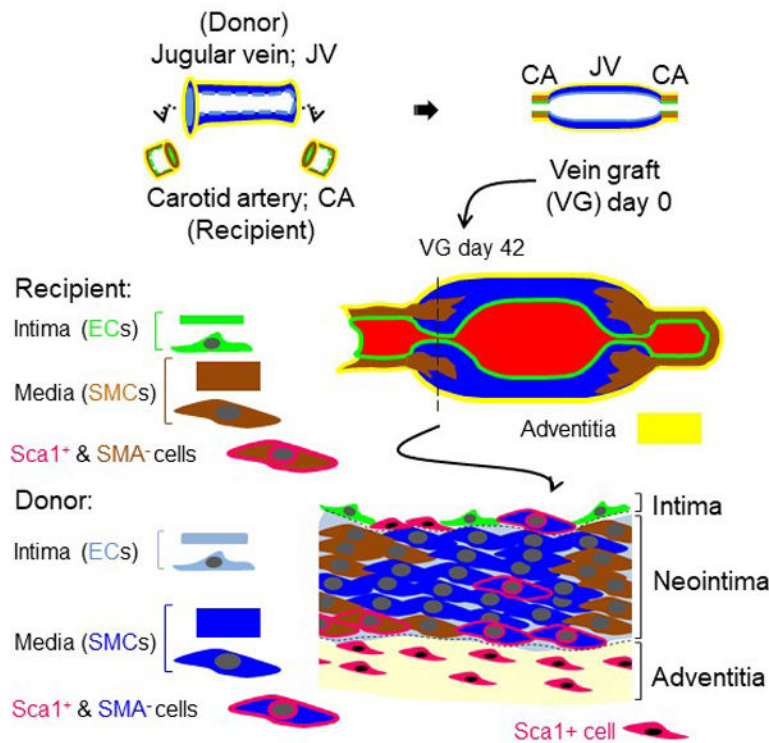 (Donor)
Jugular vein; JV
CA JV CA
Carotid artery; CA
(Recipient)
Vein graft
(VG) day 0
VG day 42
Recipient:
Intima (ECs)
Media (SMCs)
Sca1⁺ & SMA⁻ cells
Adventitia
Donor:
Intima (ECs)
Media (SMCs)
Sca1⁺ & SMA⁻ cells
Intima
Neointima
Adventitia
Sca1+ cell